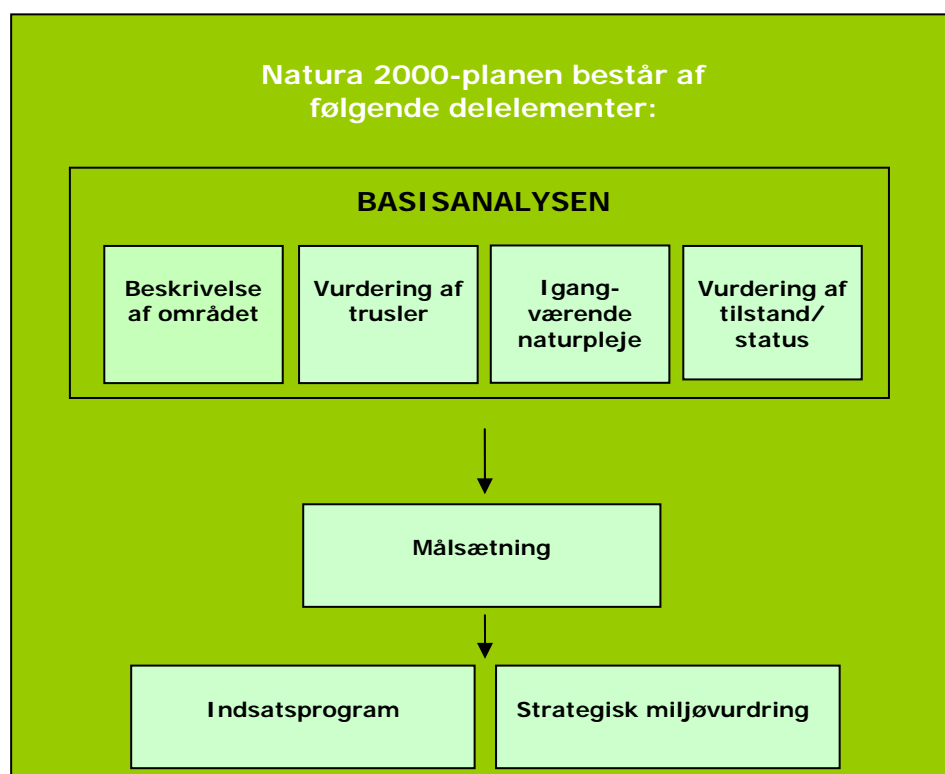 Natura 2000-planen består af
følgende delelementer:
BASISANALYSEN
Beskrivelse
af området
Vurdering af
trusler
Igang-
værende
naturpleje
Vurdering af
tilstand/
status
Målsætning
Indsatsprogram
Strategisk miljøvurdring